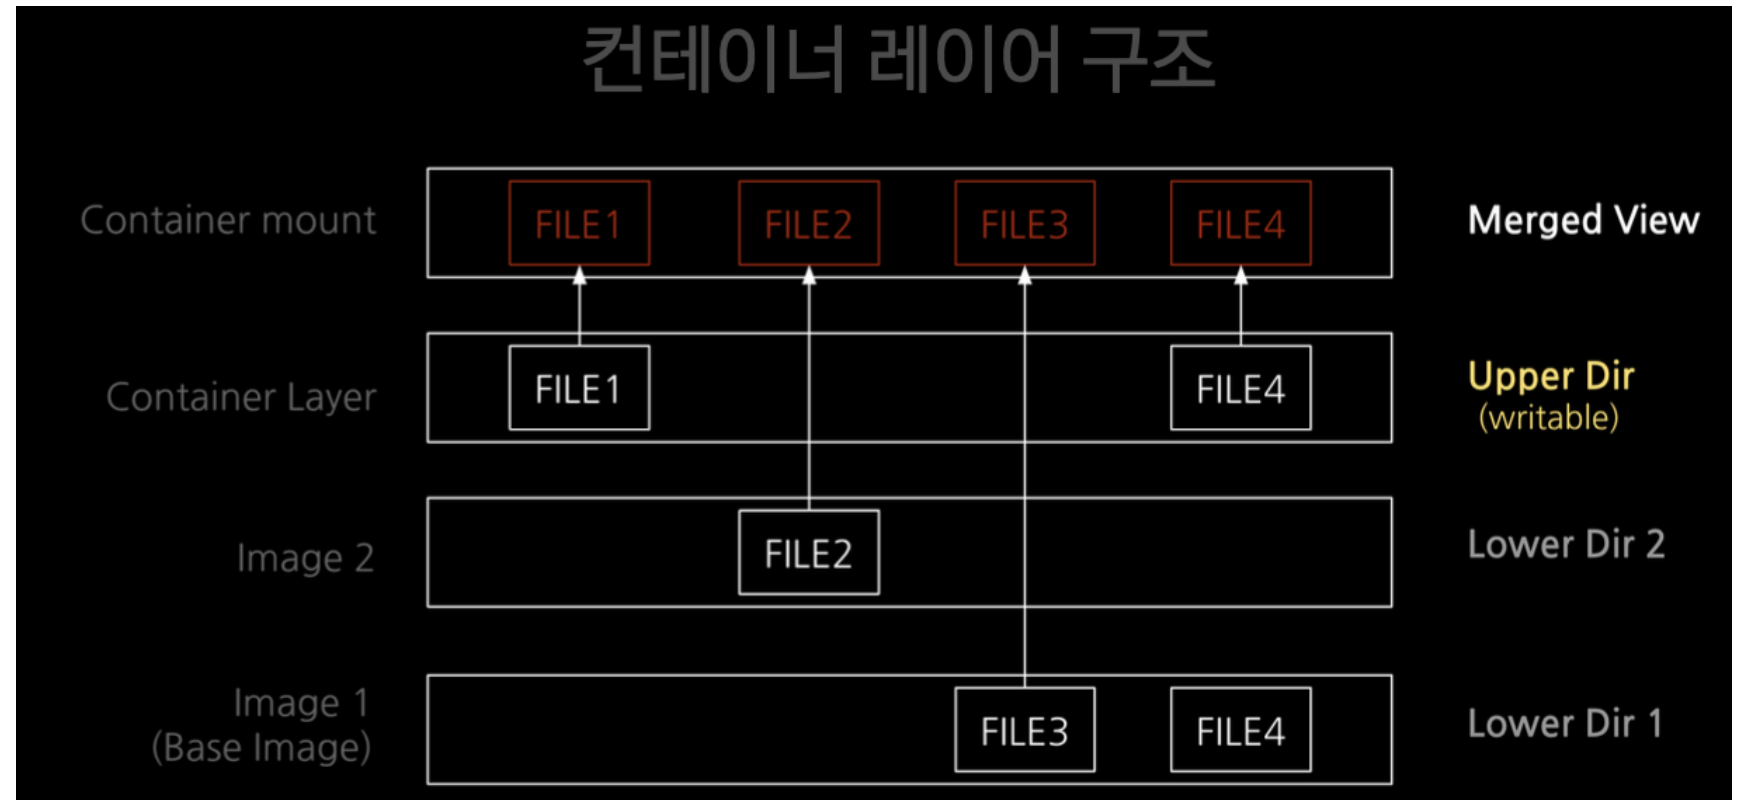 컨테이너 레이어 구조
Container mount
FILE1
FILE2
FILE3
FILE4
Merged View
Container Layer
FILE1
FILE4
Upper Dir
(writable)
Image 2
FILE2
Lower Dir 2
Image 1
(Base Image)
FILE3
FILE4
Lower Dir 1